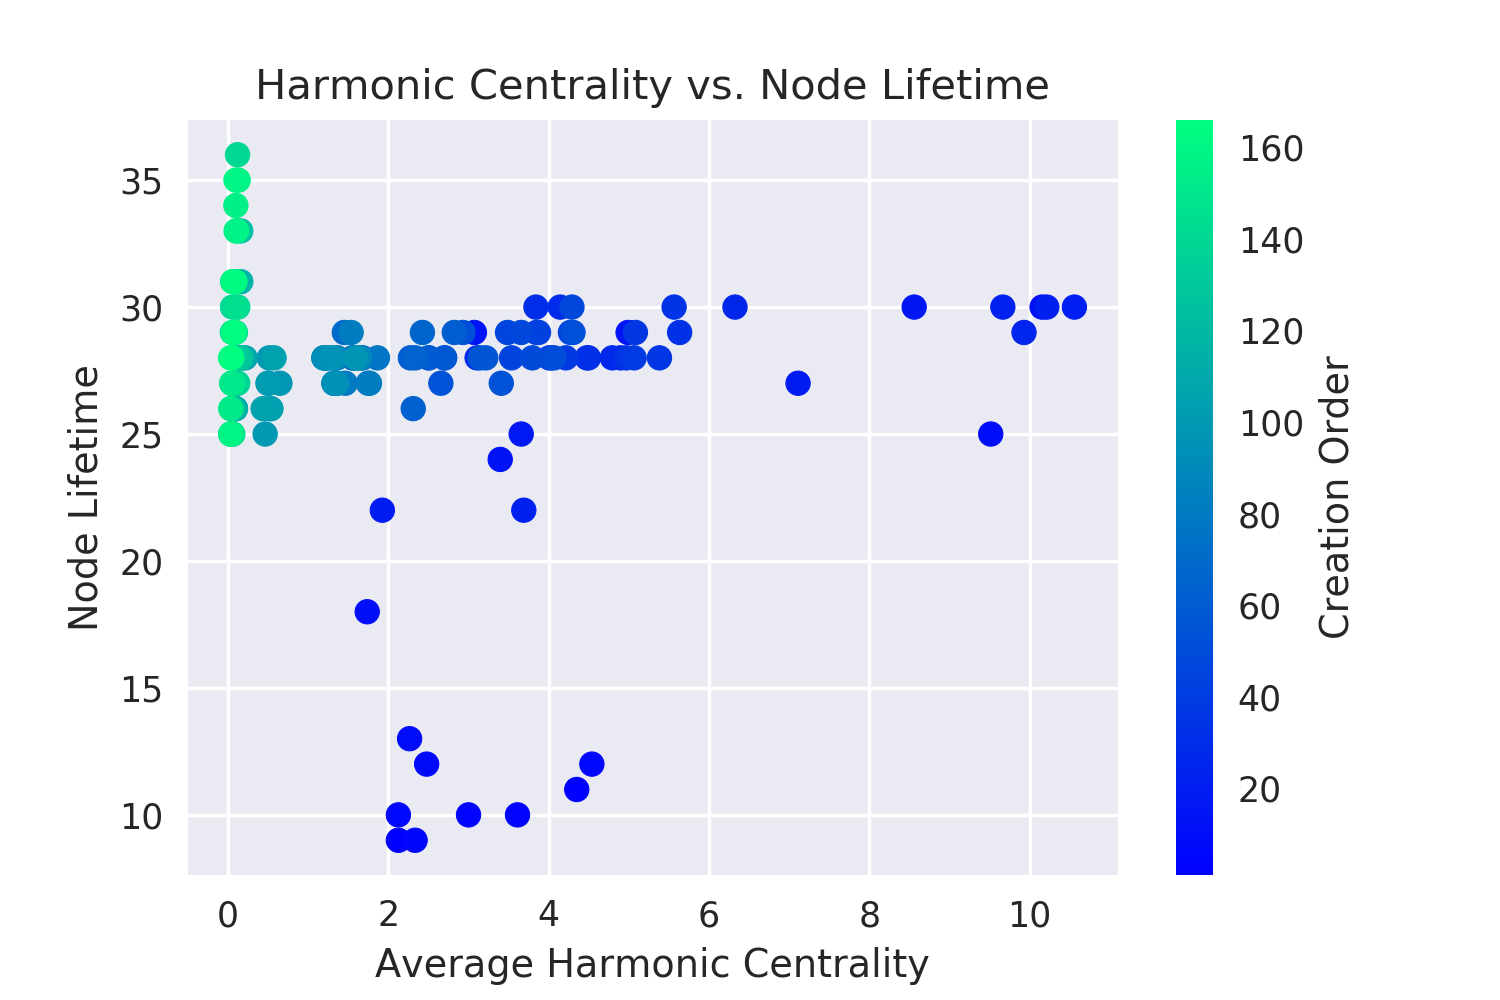 Harmonic Centrality vs. Node Lifetime
35
30
25
20
15
10
Node Lifetime
0 2 4 6 8 10
Average Harmonic Centrality
160
140
120
100
80
60
40
20
Creation Order